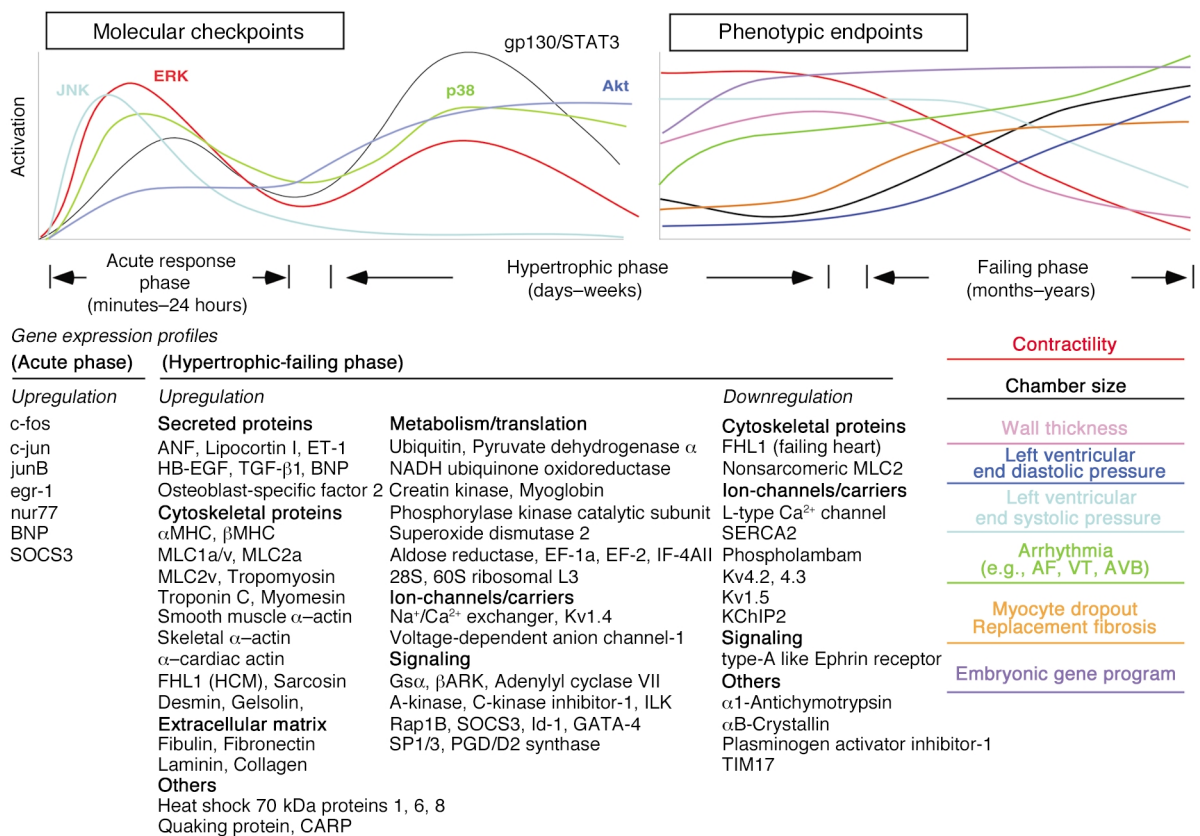 Molecular checkpoints
Phenotypic endpoints
gp130/STAT3
ERK
JNK
p38
Akt
Activation
Acute response
phase
(minutes–24 hours)
Hypertrophic phase
(days–weeks)
Failing phase
(months–years)
Gene expression profiles
(Acute phase)
Upregulation
c-fos
c-jun
junB
egr-1
nur77
BNP
SOCS3
(Hypertrophic-failing phase)
Upregulation
Secreted proteins
ANF, Lipocortin I, ET-1
HB-EGF, TGF-β1, BNP
Osteoblast-specific factor 2
Cytoskeletal proteins
αMHC, βMHC
MLC1a/v, MLC2a
MLC2v, Tropomyosin
Troponin C, Myomesin
Smooth muscle α–actin
Skeletal α–actin
α–cardiac actin
FHL1 (HCM), Sarcosin
Desmin, Gelsolin,
Extracellular matrix
Fibulin, Fibronectin
Laminin, Collagen
Others
Heat shock 70 kDa proteins 1, 6, 8
Quaking protein, CARP
Metabolism/translation
Ubiquitin, Pyruvate dehydrogenase α
NADH ubiquinone oxidoreductase
Creatin kinase, Myoglobin
Phosphorylase kinase catalytic subunit
Superoxide dismutase 2
Aldose reductase, EF-1a, EF-2, IF-4AII
28S, 60S ribosomal L3
Ion-channels/carriers
Na⁺/Ca²⁺ exchanger, Kv1.4
Voltage-dependent anion channel-1
Signaling
Gsα, βARK, Adenylyl cyclase VII
A-kinase, C-kinase inhibitor-1, ILK
Rap1B, SOCS3, Id-1, GATA-4
SP1/3, PGD/D2 synthase
Downregulation
Cytoskeletal proteins
FHL1 (failing heart)
Nonsarcomeric MLC2
Ion-channels/carriers
L-type Ca²⁺ channel
SERCA2
Phospholambam
Kv4.2, 4.3
Kv1.5
KChIP2
Signaling
type-A like Ephrin receptor
Others
α1-Antichymotrypsin
αB-Crystallin
Plasminogen activator inhibitor-1
TIM17
Contractility
Chamber size
Wall thickness
Left ventricular
end diastolic pressure
Left ventricular
end systolic pressure
Arrhythmia
(e.g., AF, VT, AVB)
Myocyte dropout
Replacement fibrosis
Embryonic gene program